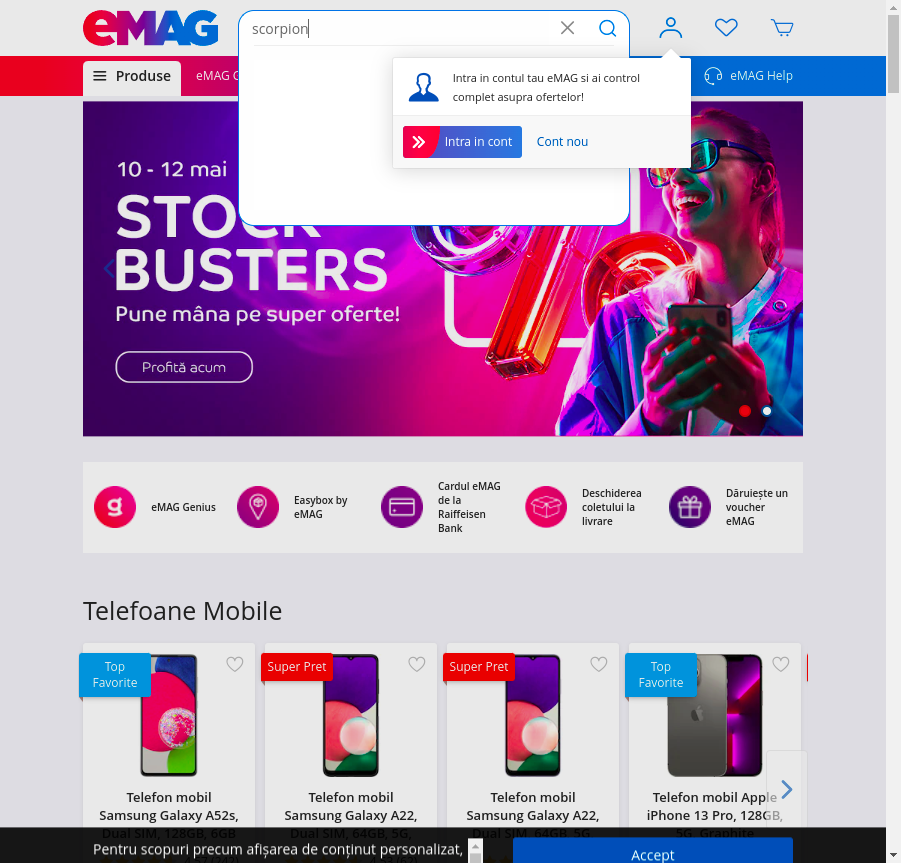 eMAG
scorpion
Produse
eMAG G
eMAG Help
Intra in contul tau eMAG si ai control
complet asupra ofertelor!
Intra in cont
Cont nou
10 - 12 mai
STOCK
BUSTERS
Pune mâna pe super oferte!
Profită acum
g
eMAG Genius
Easybox by
eMAG
Cardul eMAG
de la
Raiffeisen
Bank
Deschiderea
coletului la
livrare
Dăruiește un
voucher
eMAG
Telefoane Mobile
Top
Favorite
Super Pret
Super Pret
Top
Favorite
Telefon mobil
Samsung Galaxy A52s,
Dual SIM, 128GB, 6GB
Telefon mobil
Samsung Galaxy A22,
Dual SIM, 64GB, 5G,
Telefon mobil
Samsung Galaxy A22,
Dual SIM, 64GB, 5G
Telefon mobil Apple
iPhone 13 Pro, 128GB,
5G, Graphite
Pentru scopuri precum afișarea de conținut personalizat,
Accept